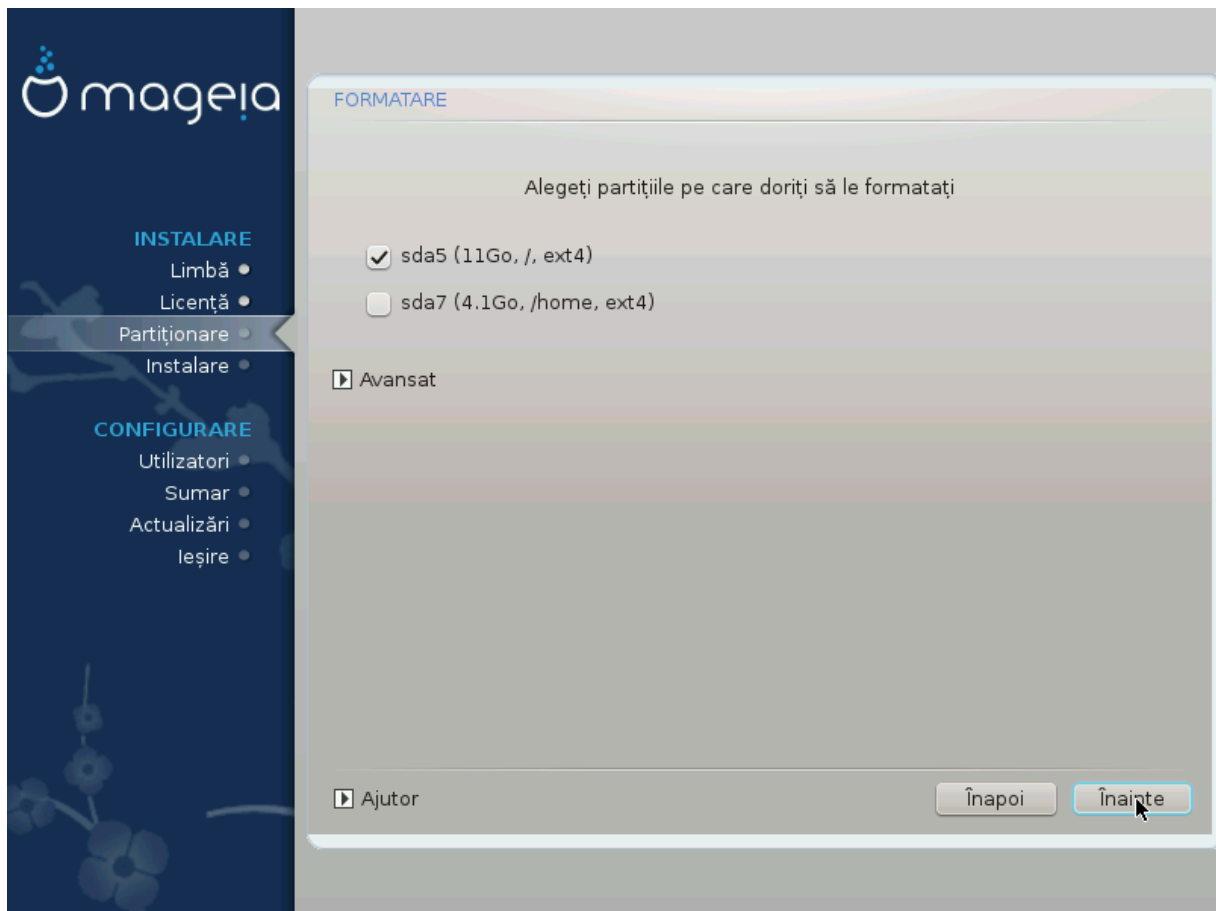 mageia
INSTALARE
Limbă
Licență
Partiționare
Instalare
CONFIGURARE
Utilizatori
Sumar
Actualizări
Ieșire
FORMATARE
Alegeți partițiile pe care doriți să le formatați
sda5 (11Go, /, ext4)
sda7 (4.1Go, /home, ext4)
Avansat
Ajutor
Înapoi
Înainte